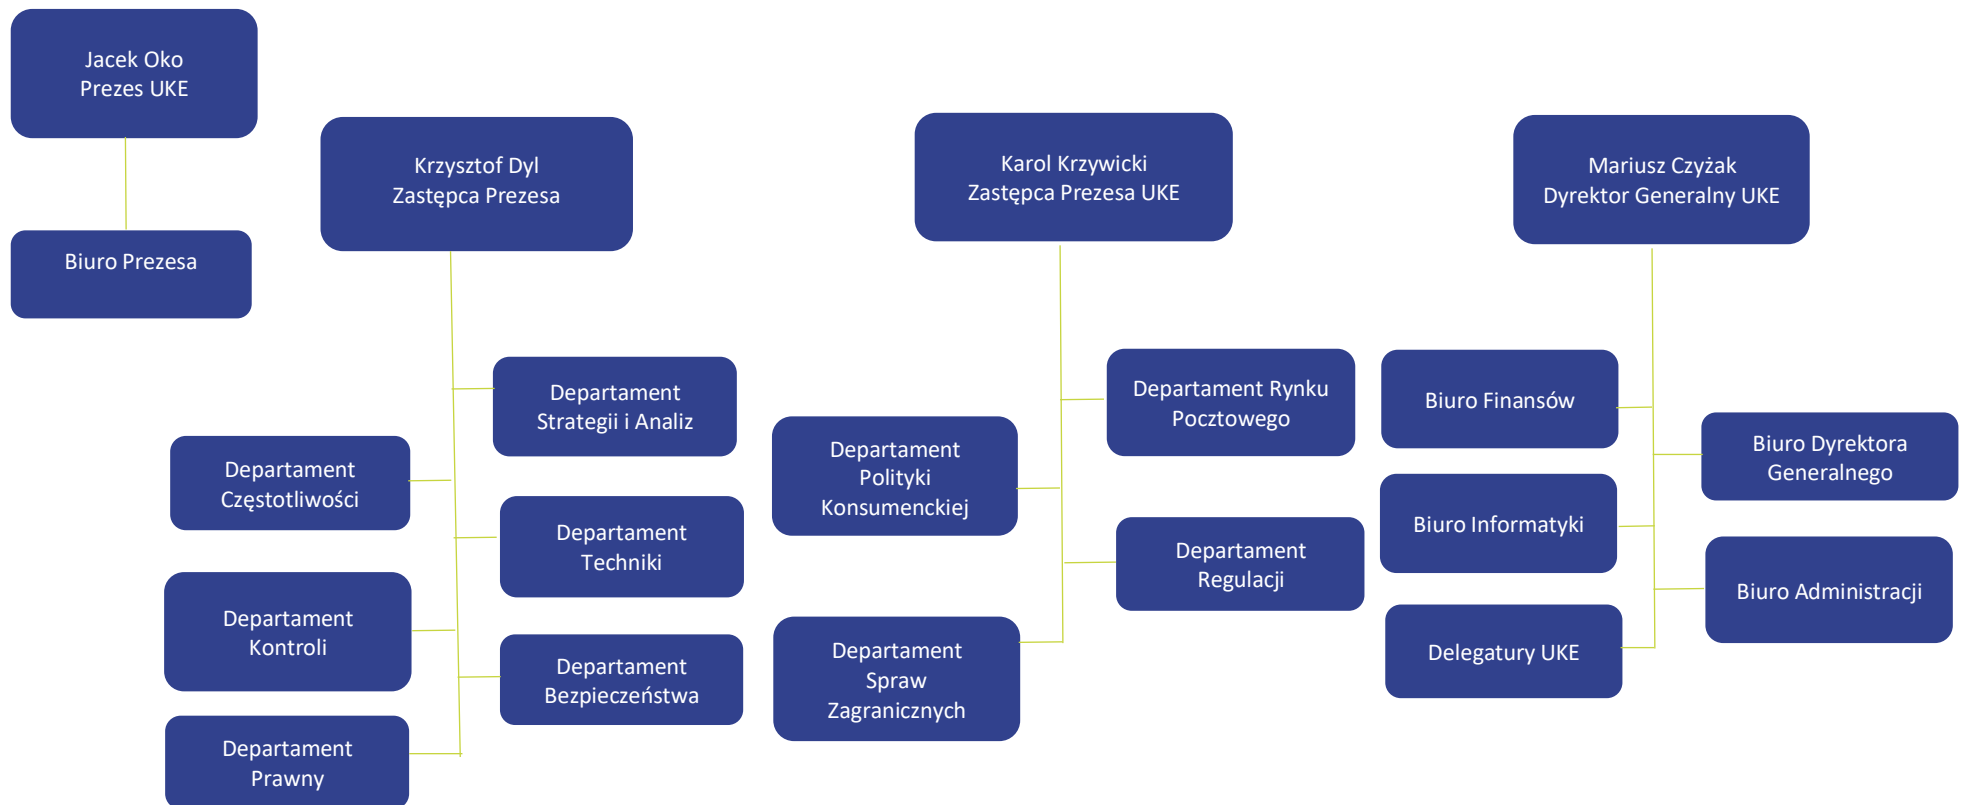 Jacek Oko
Prezes UKE
Biuro Prezesa
Krzysztof Dyl
Zastępca Prezesa
Departament
Strategii i Analiz
Departament
Częstotliwości
Departament
Techniki
Departament
Kontroli
Departament
Bezpieczeństwa
Departament
Prawny
Karol Krzywicki
Zastępca Prezesa UKE
Departament Rynku
Pocztowego
Departament
Polityki
Konsumenckiej
Departament
Regulacji
Departament
Spraw
Zagranicznych
Mariusz Czyżak
Dyrektor Generalny UKE
Biuro Finansów
Biuro Dyrektora
Generalnego
Biuro Informatyki
Biuro Administracji
Delegatury UKE